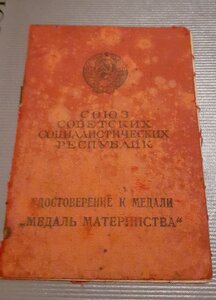 СОЮЗ
СОВЕТСКИХ
СОЦИАЛИСТИЧЕСКИХ
РЕСПУБЛИК
УДОСТОВЕРЕНИЕ К МЕДАЛИ
„МЕДАЛЬ МАТЕРИНСТВА“